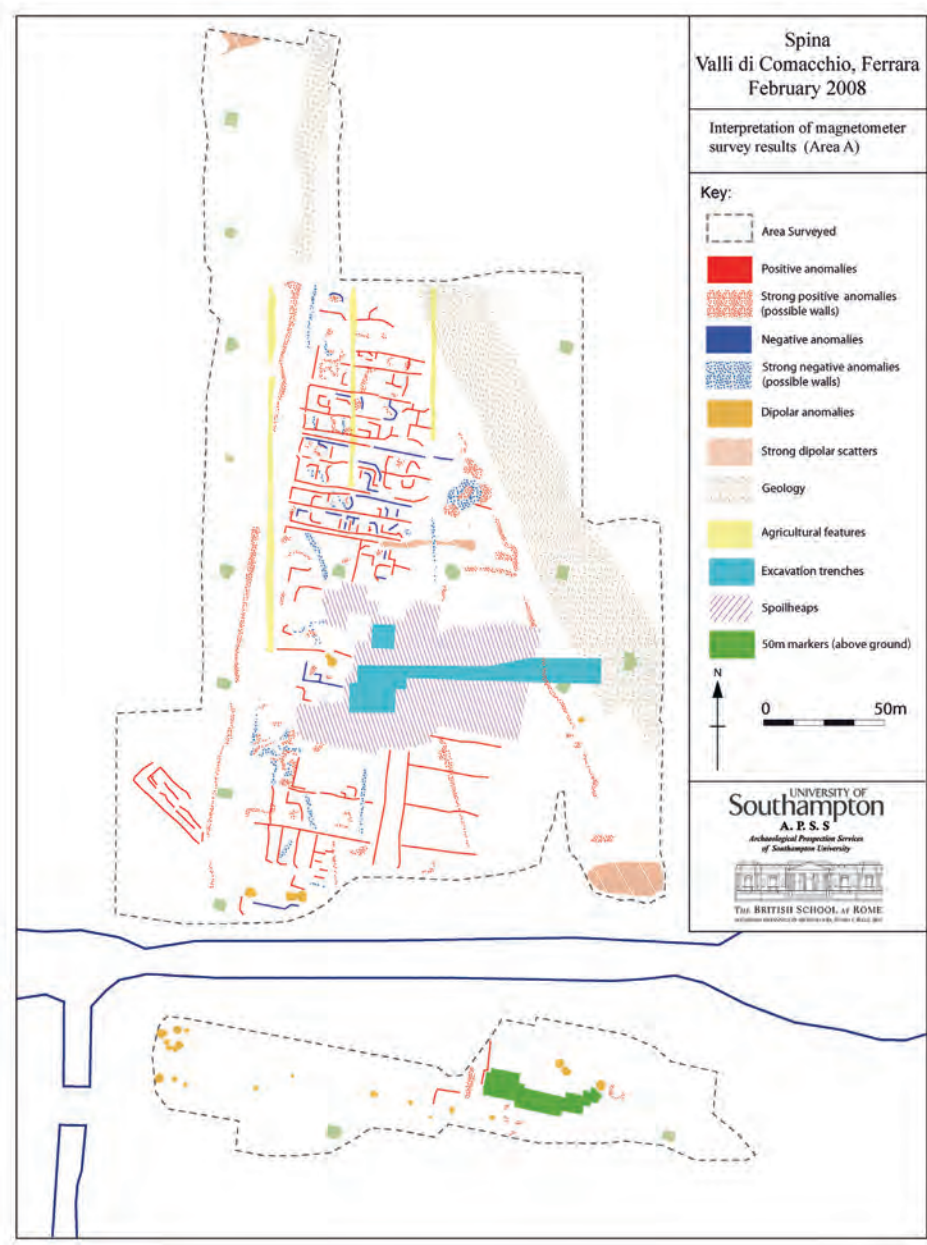 Spina
Valli di Comacchio, Ferrara
February 2008
Interpretation of magnetometer
survey results (Area A)
Key:
Area Surveyed
Positive anomalies
Strong positive anomalies
(possible walls)
Negative anomalies
Strong negative anomalies
(possible walls)
Dipolar anomalies
Strong dipolar scatters
Geology
Agricultural features
Excavation trenches
Spoilheaps
50m markers (above ground)
N
0 50m
UNIVERSITY OF
Southampton
A. P. S. S
Archaeological Prospection Services
of Southampton University
THE BRITISH SCHOOL AT ROME